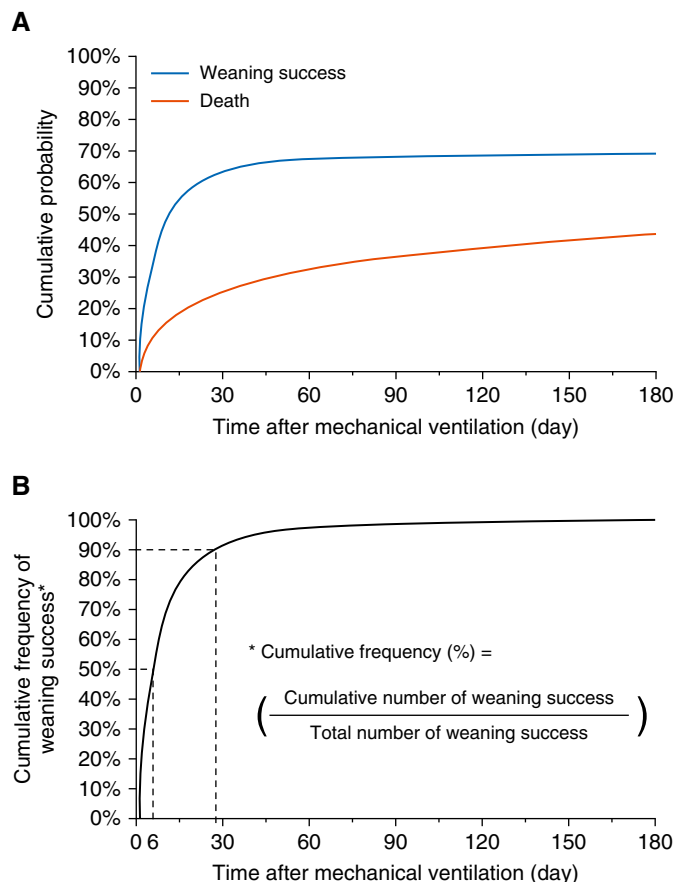 A
100%
90%
80%
70%
60%
50%
40%
30%
20%
10%
0%
Cumulative probability
Weaning success
Death
0 30 60 90 120 150 180
Time after mechanical ventilation (day)
B
100%
90%
80%
70%
60%
50%
40%
30%
20%
10%
0%
Cumulative frequency of
weaning success*
* Cumulative frequency (%) =
( Cumulative number of weaning success
Total number of weaning success )
0 6 30 60 90 120 150 180
Time after mechanical ventilation (day)